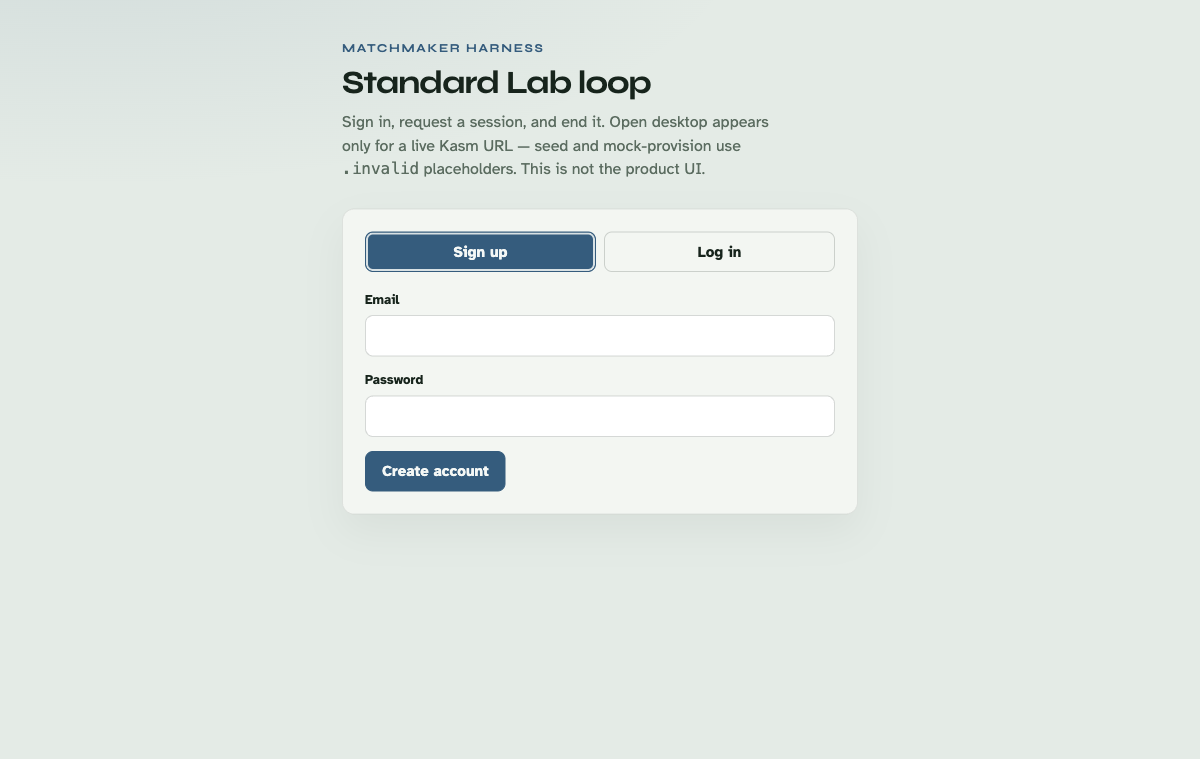 MATCHMAKER HARNESS
Standard Lab loop
Sign in, request a session, and end it. Open desktop appears
only for a live Kasm URL — seed and mock-provision use
.invalid placeholders. This is not the product UI.
Sign up
Log in
Email
Password
Create account